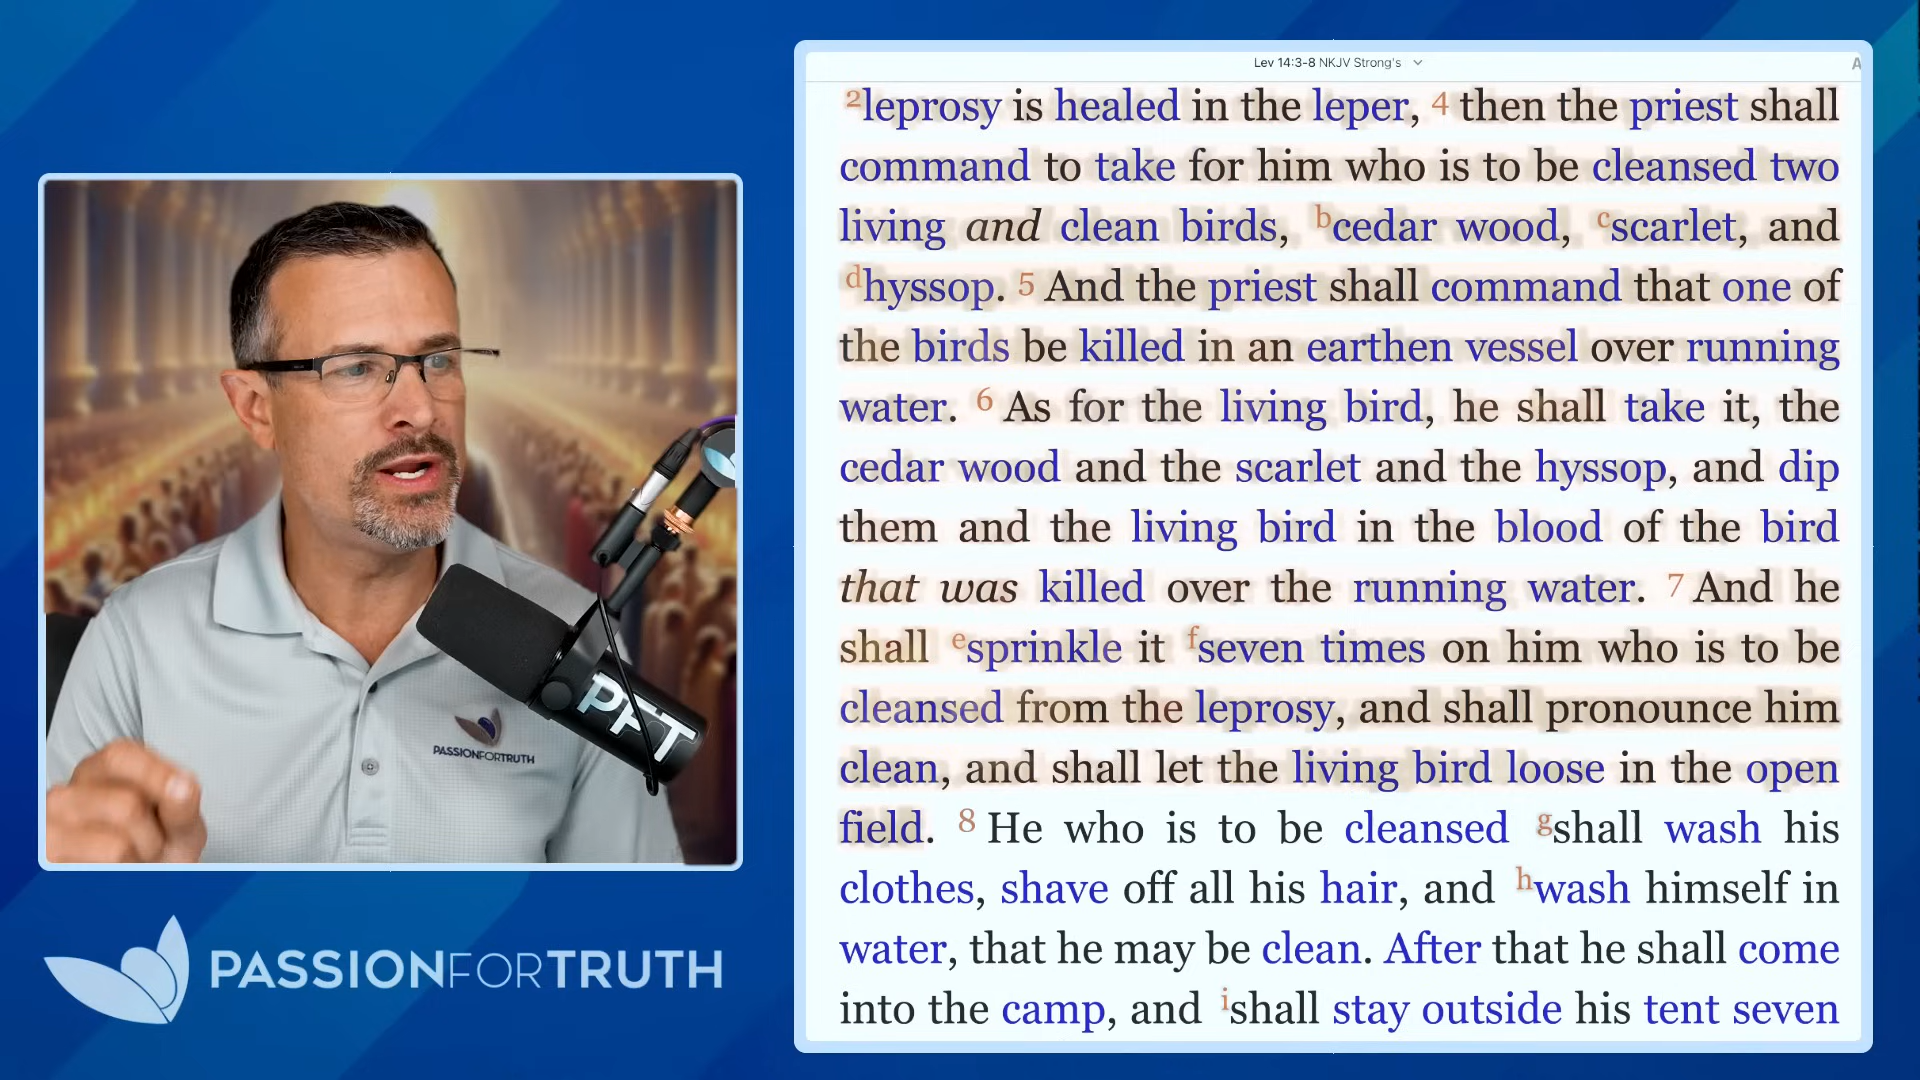 Lev 14:3-8 NKJV Strong's
A
2leprosy is healed in the leper, 4 then the priest shall
command to take for him who is to be cleansed two
living and clean birds, bcedar wood, cscarlet, and
dhyssop. 5 And the priest shall command that one of
the birds be killed in an earthen vessel over running
water. 6 As for the living bird, he shall take it, the
cedar wood and the scarlet and the hyssop, and dip
them and the living bird in the blood of the bird
that was killed over the running water. 7 And he
shall esprinkle it fseven times on him who is to be
cleansed from the leprosy, and shall pronounce him
clean, and shall let the living bird loose in the open
field. 8 He who is to be cleansed gshall wash his
clothes, shave off all his hair, and hwash himself in
water, that he may be clean. After that he shall come
into the camp, and ishall stay outside his tent seven
PFT
PASSIONFORTRUTH
PASSIONFORTRUTH